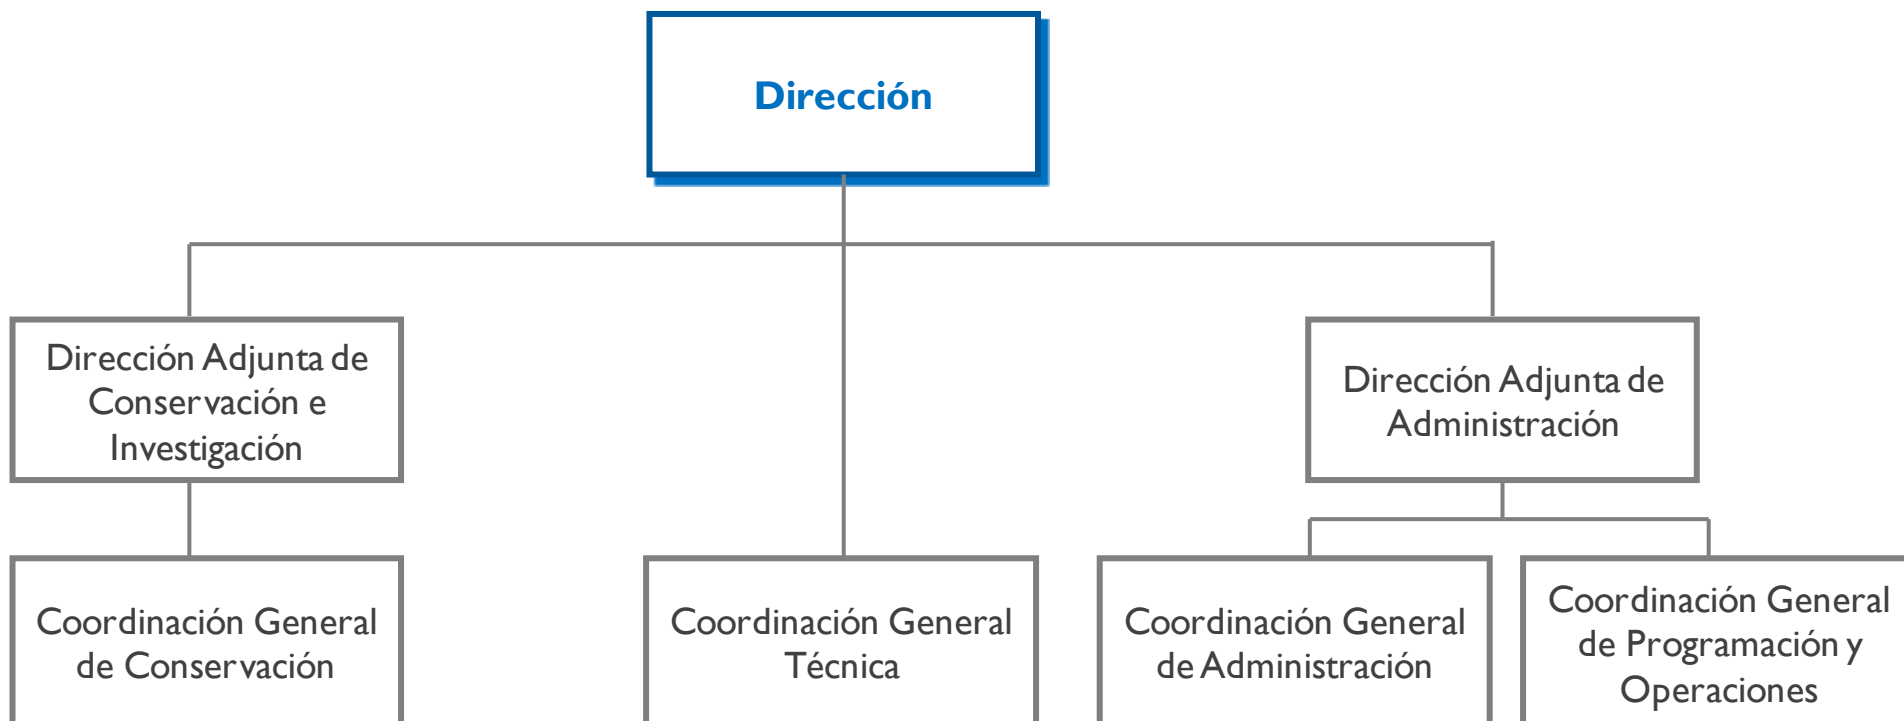 Dirección
Dirección Adjunta de
Conservación e
Investigación
Dirección Adjunta de
Administración
Coordinación General
de Conservación
Coordinación General
Técnica
Coordinación General
de Administración
Coordinación General
de Programación y
Operaciones